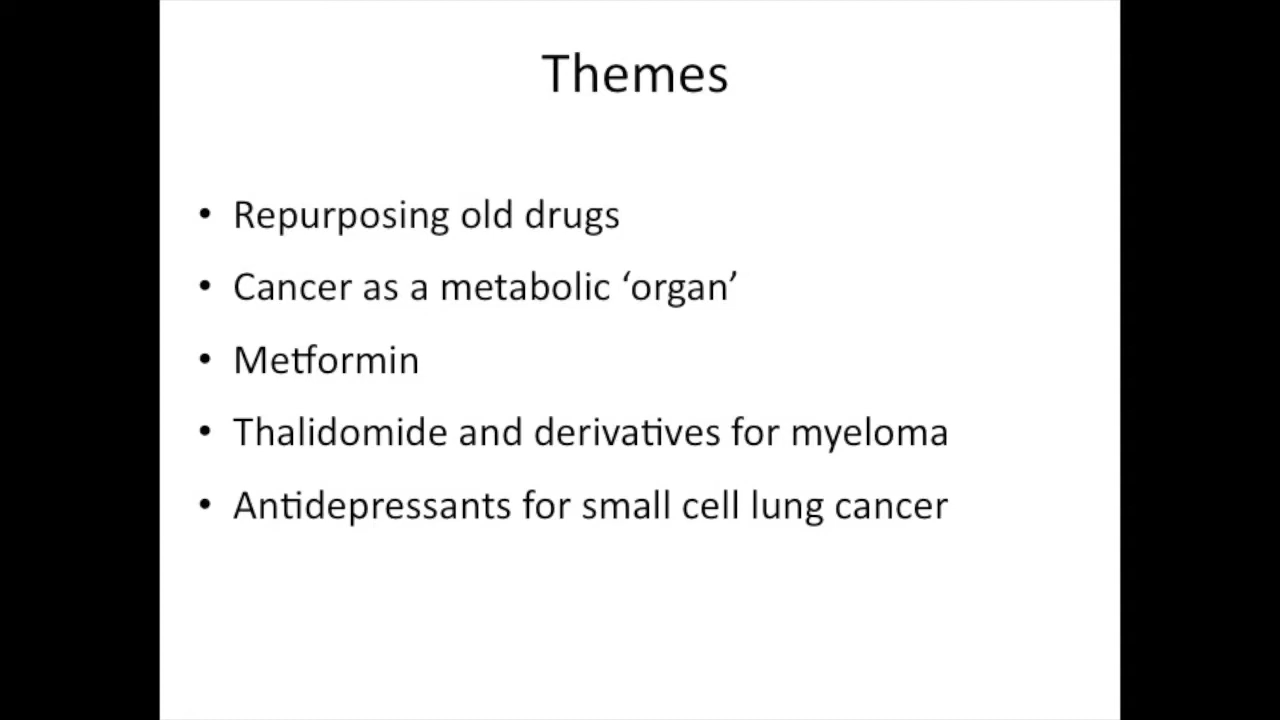 Themes
• Repurposing old drugs
• Cancer as a metabolic ‘organ’
• Metformin
• Thalidomide and derivatives for myeloma
• Antidepressants for small cell lung cancer